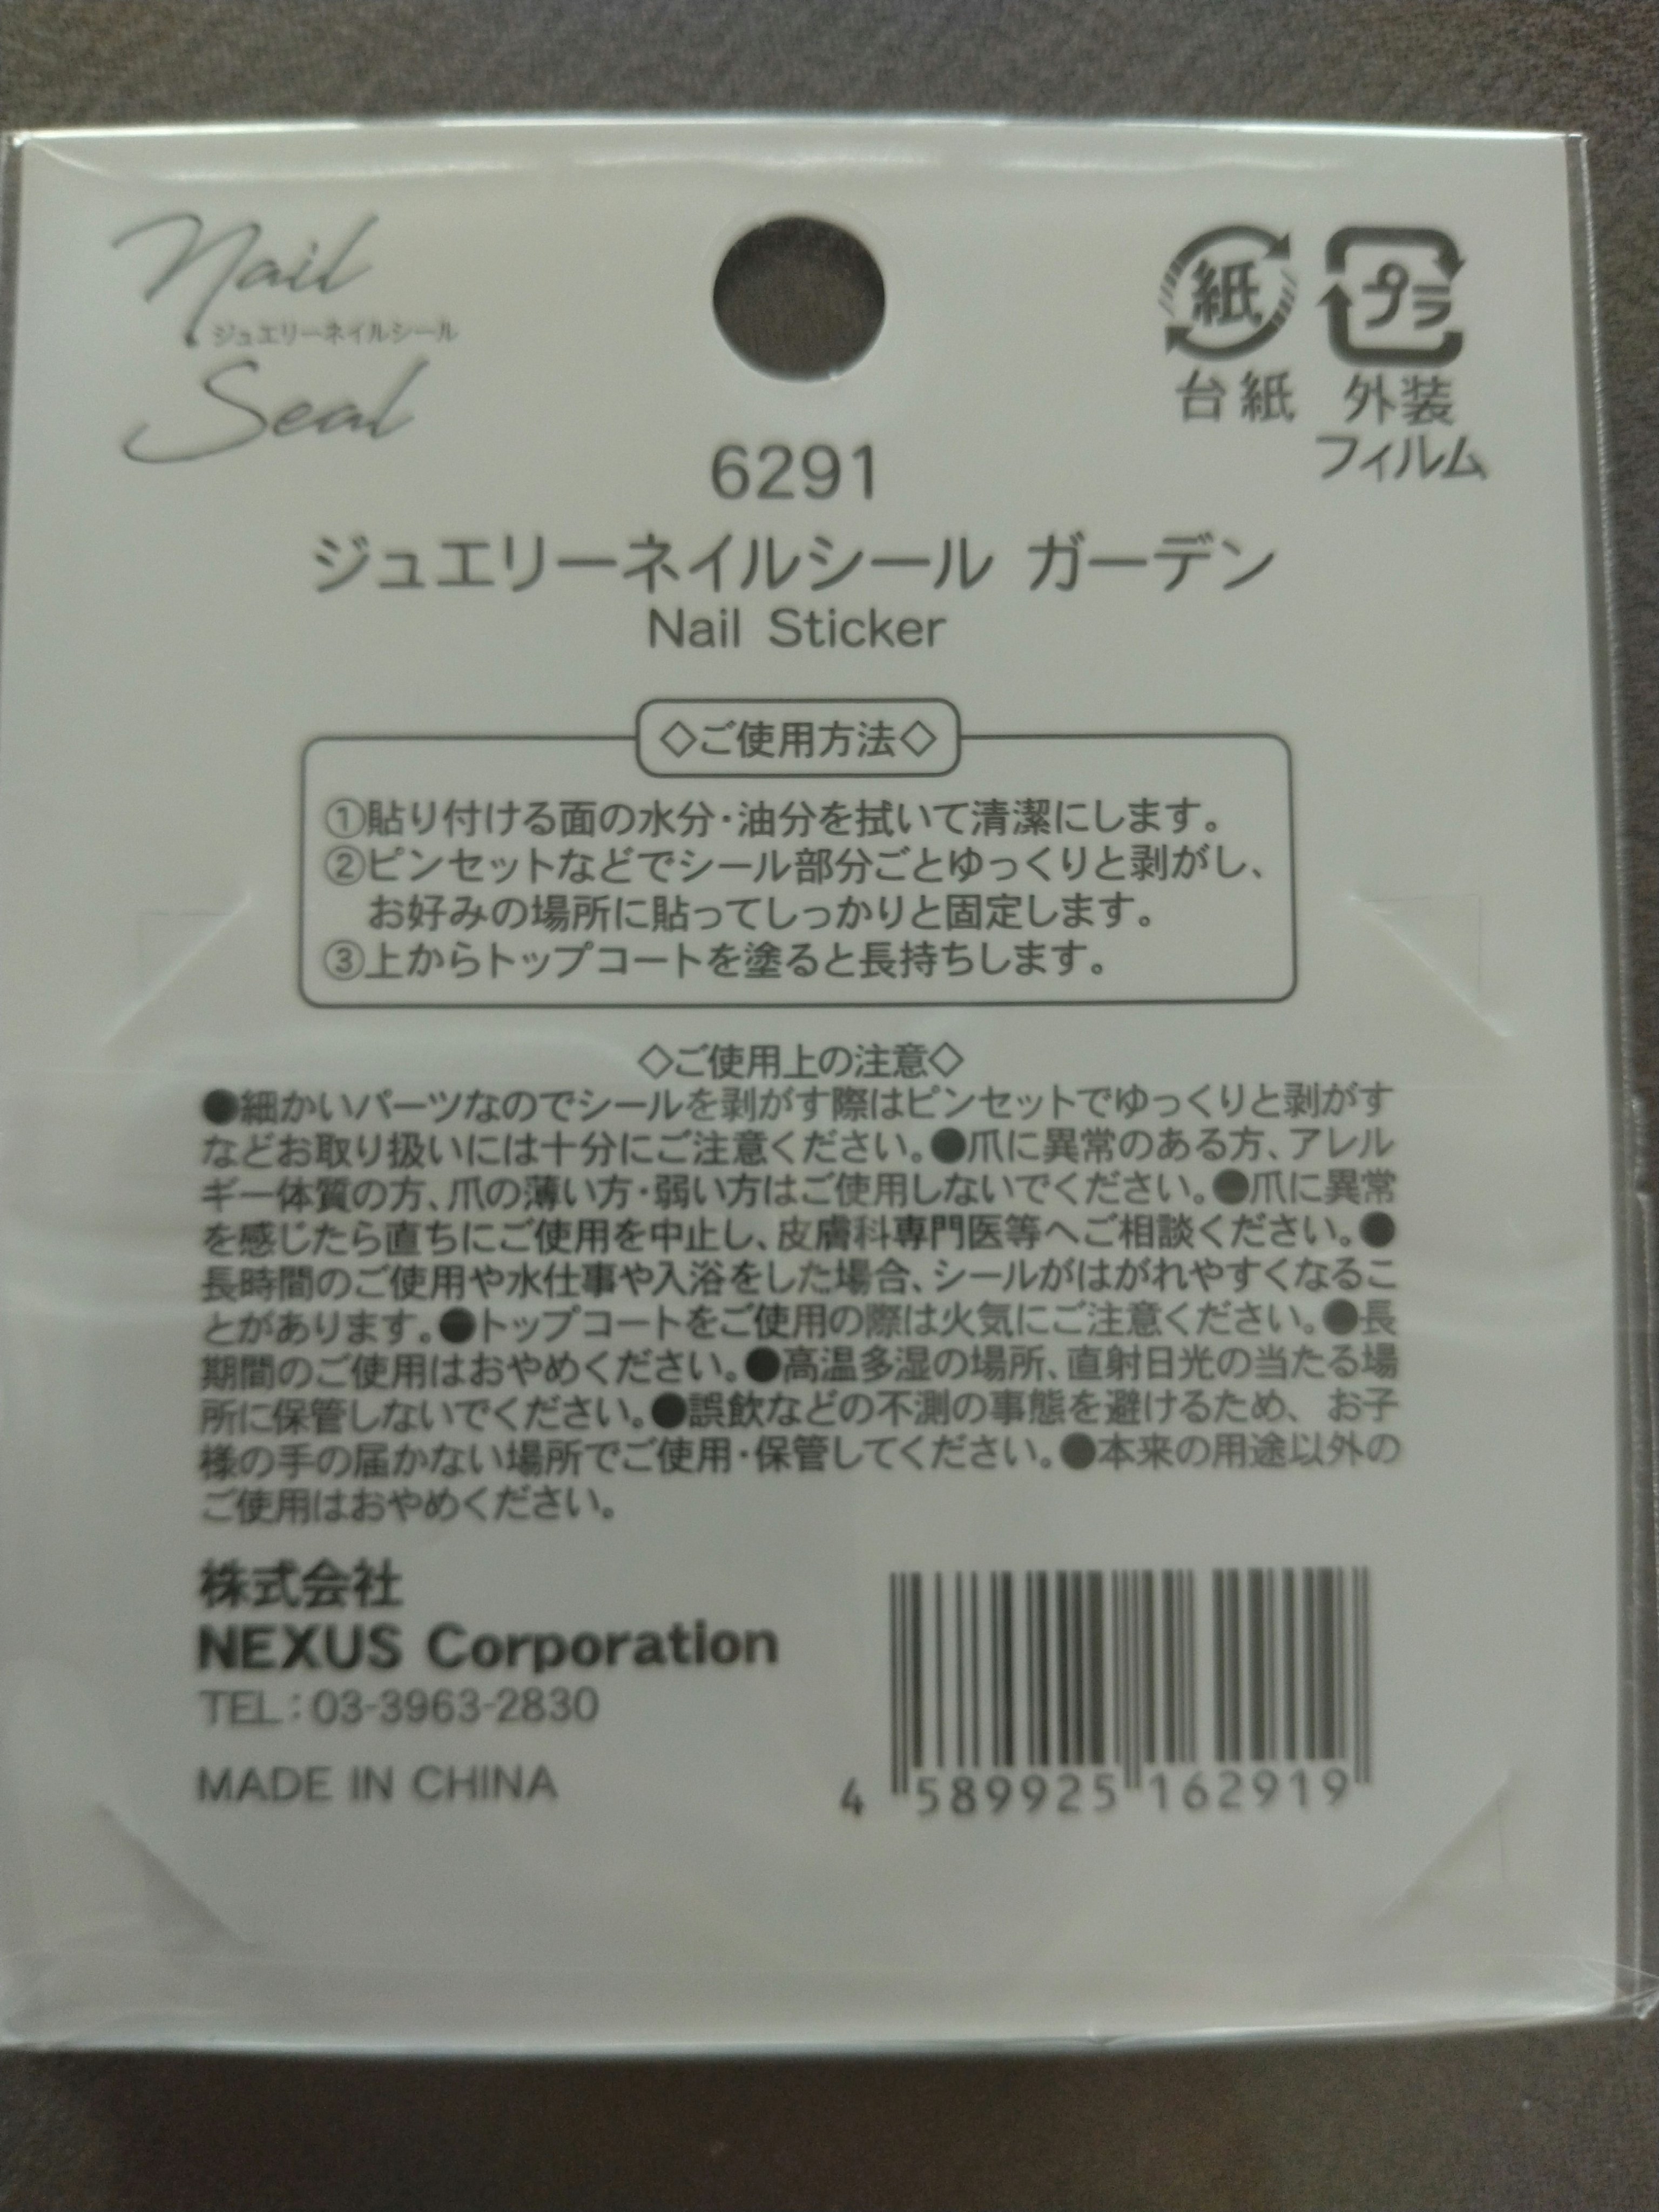 Nail
ジュエリーネイルシール
Seal
紙
プラ
台紙
外装
フィルム
6291
ジュエリーネイルシール ガーデン
Nail Sticker
◇ご使用方法◇
①貼り付ける面の水分・油分を拭いて清潔にします。
②ピンセットなどでシール部分ごとゆっくりと剥がし、
お好みの場所に貼ってしっかりと固定します。
③上からトップコートを塗ると長持ちします。
◇ご使用上の注意◇
●細かいパーツなのでシールを剥がす際はピンセットでゆっくりと剥がす
などお取り扱いには十分にご注意ください。●爪に異常のある方、アレル
ギー体質の方、爪の薄い方・弱い方はご使用しないでください。●爪に異常
を感じたら直ちにご使用を中止し、皮膚科専門医等へご相談ください。●
長時間のご使用や水仕事や入浴をした場合、シールがはがれやすくなるこ
とがあります。●トップコートをご使用の際は火気にご注意ください。●長
期間のご使用はおやめください。●高温多湿の場所、直射日光の当たる場
所に保管しないでください。●誤飲などの不測の事態を避けるため、 お子
様の手の届かない場所でご使用・保管してください。●本来の用途以外の
ご使用はおやめください。
株式会社
NEXUS Corporation
TEL:03-3963-2830
MADE IN CHINA
4 589925 162919